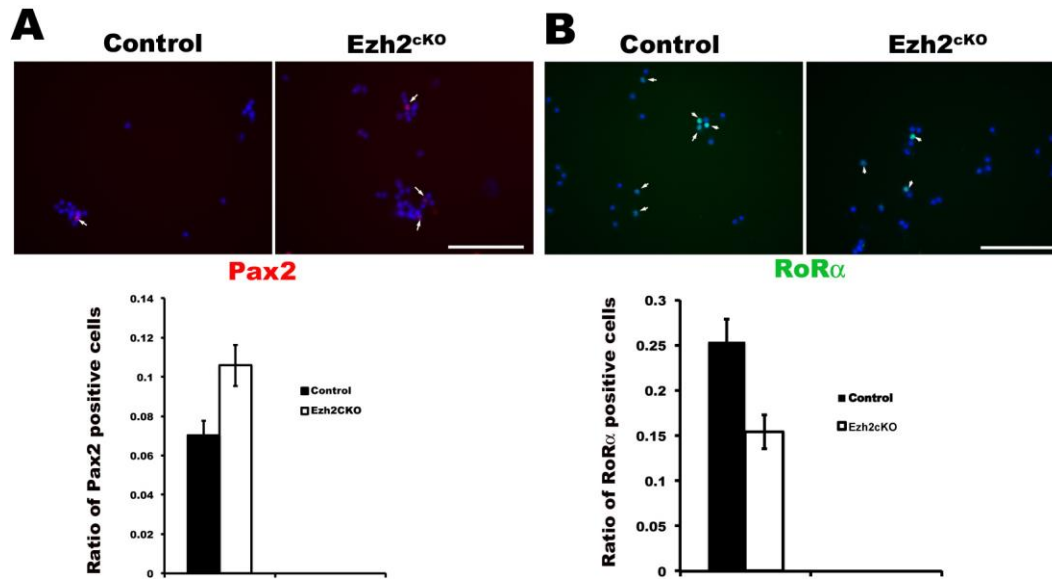 A
Control
Ezh2cKO
Pax2
Ratio of Pax2 positive cells
0.14
0.12
0.1
0.08
0.06
0.04
0.02
0
Control
Ezh2CKO
B
Control
Ezh2cKO
RoRα
Ratio of RoRα positive cells
0.3
0.25
0.2
0.15
0.1
0.05
0
Control
Ezh2cKO